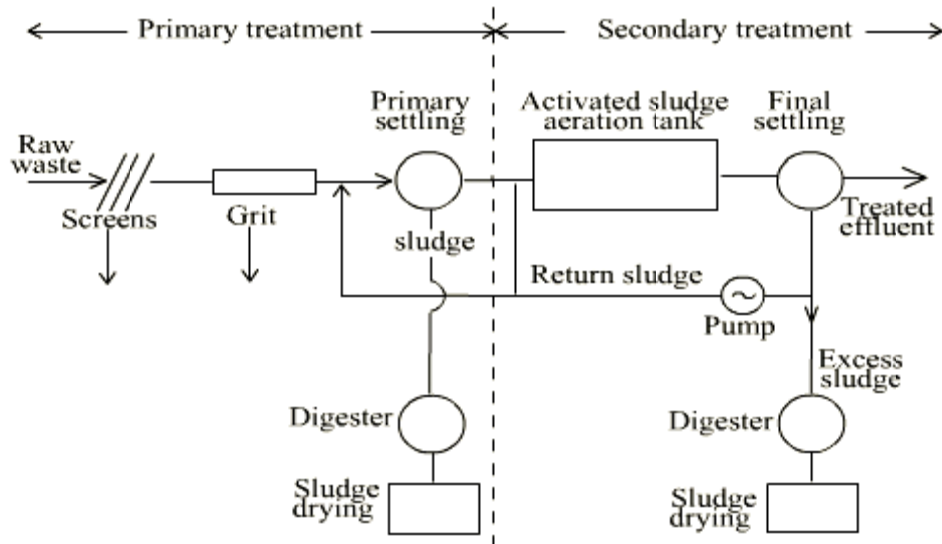 Primary treatment
Secondary treatment
Primary
settling
Activated sludge
aeration tank
Final
settling
Raw
waste
Screens
Grit
sludge
Treated
effluent
Return sludge
Pump
Excess
sludge
Digester
Digester
Sludge
drying
Sludge
drying